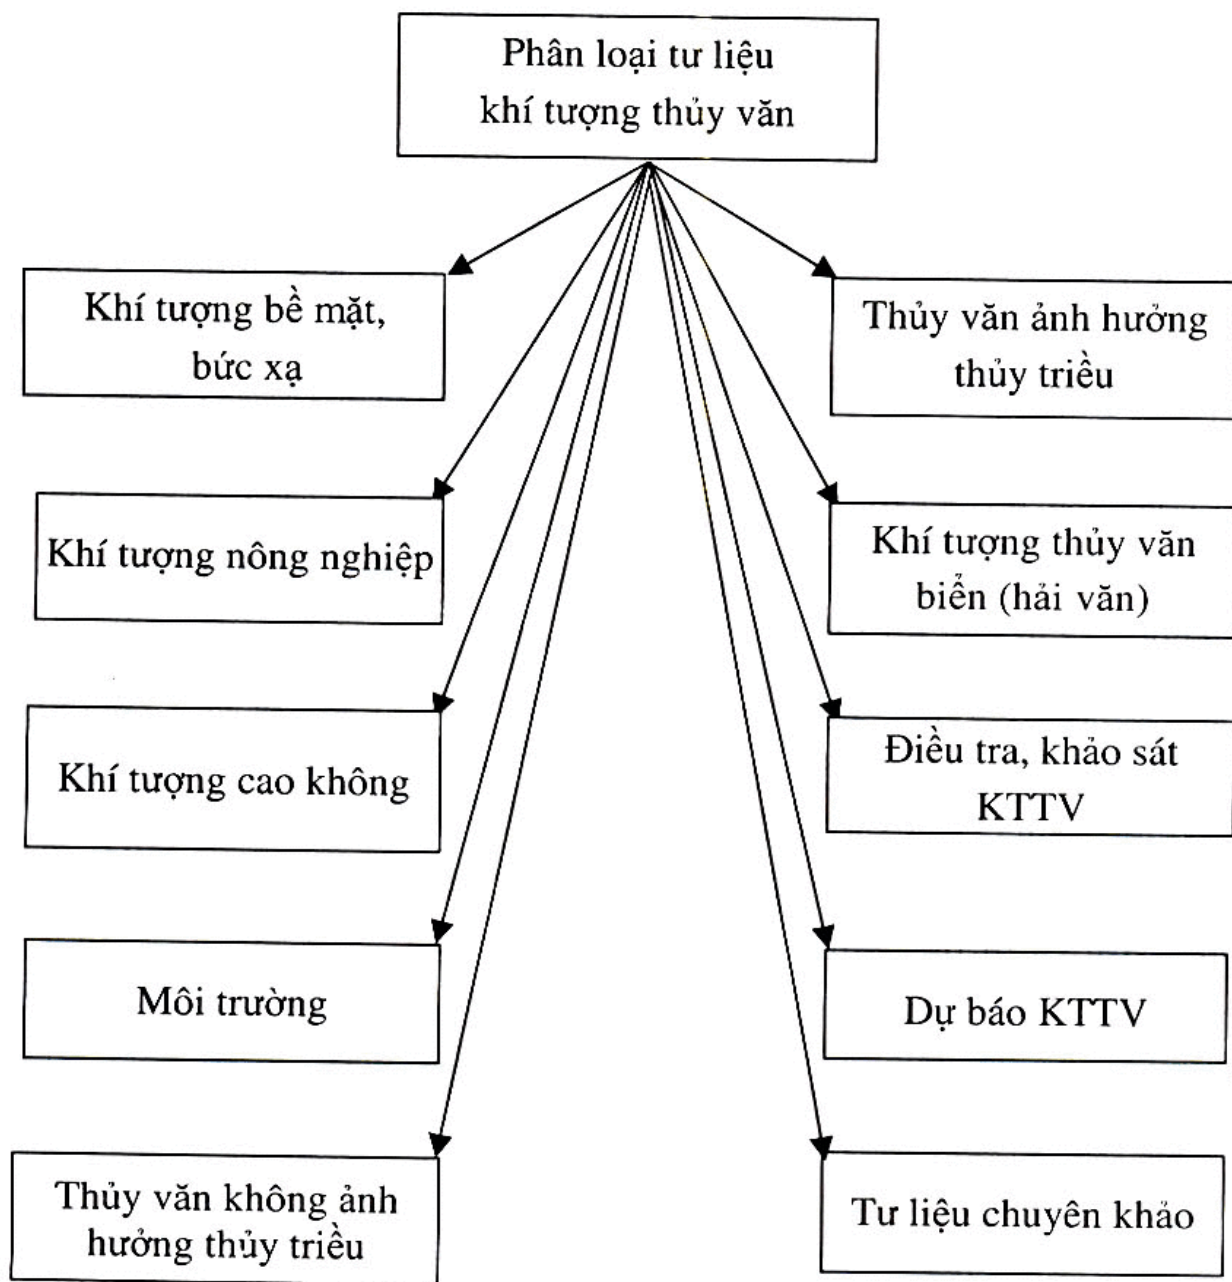 Phân loại tư liệu
khí tượng thủy văn
Khí tượng bề mặt,
bức xạ
Khí tượng nông nghiệp
Khí tượng cao không
Môi trường
Thủy văn không ảnh
hưởng thủy triều
Thủy văn ảnh hưởng
thủy triều
Khí tượng thủy văn
biển (hải văn)
Điều tra, khảo sát
KTTV
Dự báo KTTV
Tư liệu chuyên khảo